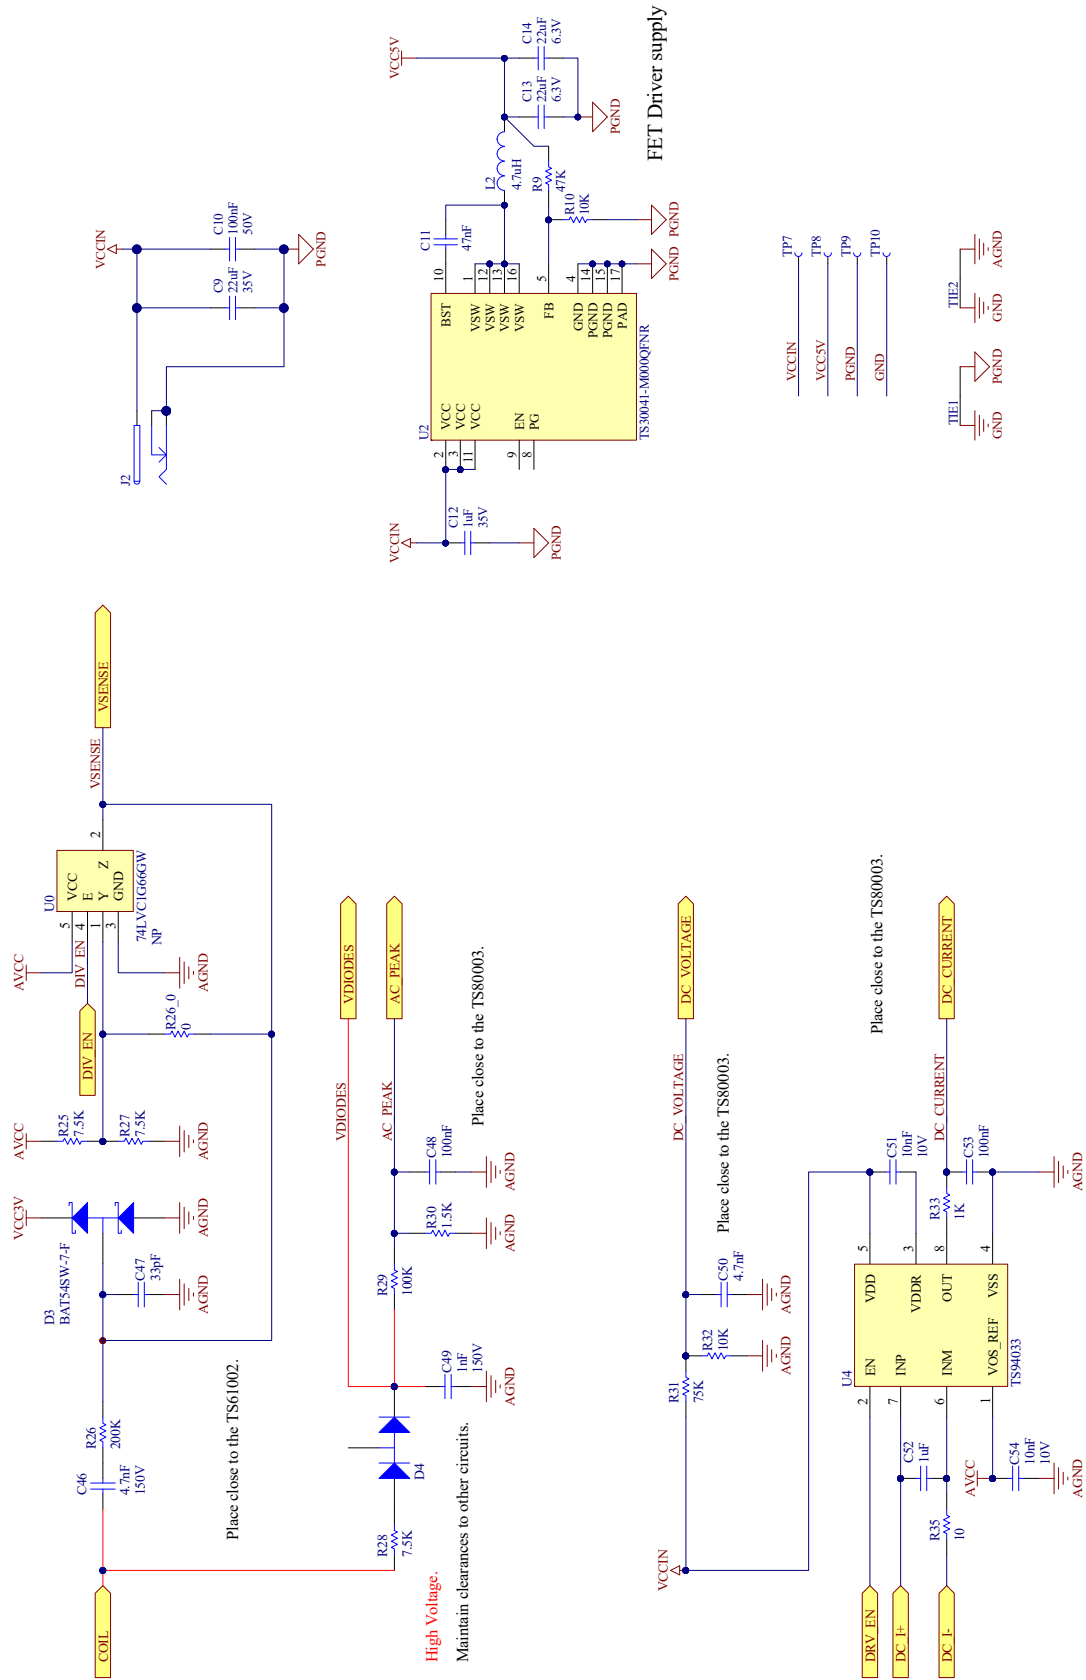 COIL
C46
4.7nF
150V
R26
200K
D3
BAT54SW-7-F
VCC3V
AGND
C47
33pF
AGND
AVCC
R25
7.5K
R27
7.5K
AGND
DIV_EN
DIV_EN
AVCC
AGND
R26_0
0
U0
5
4
1
3
VCC
E
Y
GND
Z
2
74LVC1G66GW
NP
VSENSE
VSENSE
Place close to the TS61002.
R28
7.5K
D4
C49
1nF
150V
AGND
R29
100K
R30
1.5K
AGND
C48
100nF
AGND
VDIODES
VDIODES
AC_PEAK
AC_PEAK
Place close to the TS80003.
High Voltage.
Maintain clearances to other circuits.
VCCIN
R31
75K
R32
10K
AGND
C50
4.7nF
AGND
DC_VOLTAGE
DC_VOLTAGE
Place close to the TS80003.
DRV_EN
DC_I+
DC_I-
R35
10
C52
1uF
AVCC
C54
10nF
10V
AGND
U4
2
7
6
1
EN
INP
INM
VOS_REF
VDD
VDDR
OUT
VSS
5
3
8
4
TS94033
R33
1K
C51
10nF
10V
C53
100nF
AGND
DC_CURRENT
DC_CURRENT
Place close to the TS80003.
J2
VCCIN
C9
22uF
35V
C10
100nF
50V
PGND
VCCIN
C12
1uF
35V
PGND
U2
2
3
11
9
8
VCC
VCC
VCC
EN
PG
BST
VSW
VSW
VSW
VSW
FB
GND
PGND
PGND
PAD
10
1
12
13
16
5
4
14
15
17
TS30041-M000QFNR
C11
47nF
L2
4.7uH
R9
47K
R10
10K
PGND
PGND
VCC5V
C13
22uF
6.3V
C14
22uF
6.3V
PGND
FET Driver supply
VCCIN
TP7
VCC5V
TP8
PGND
TP9
GND
TP10
TIE1
GND
PGND
TIE2
GND
AGND